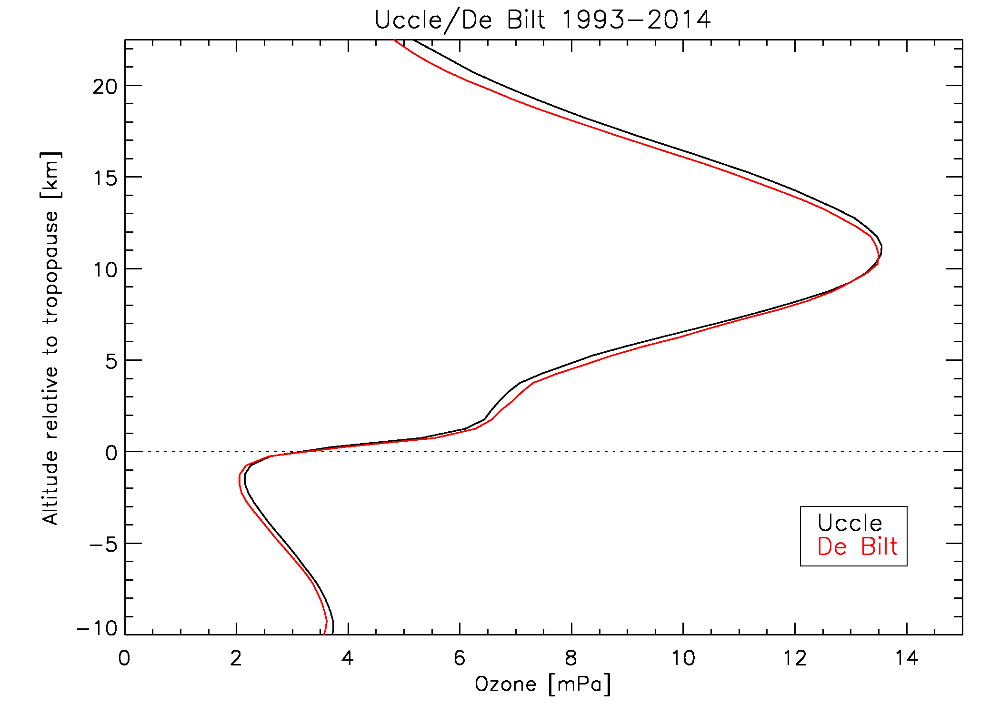 Uccle/De Bilt 1993-2014
Altitude relative to tropopause [km]
20
15
10
5
0
-5
-10
0 2 4 6 8 10 12 14
Ozone [mPa]
Uccle
De Bilt